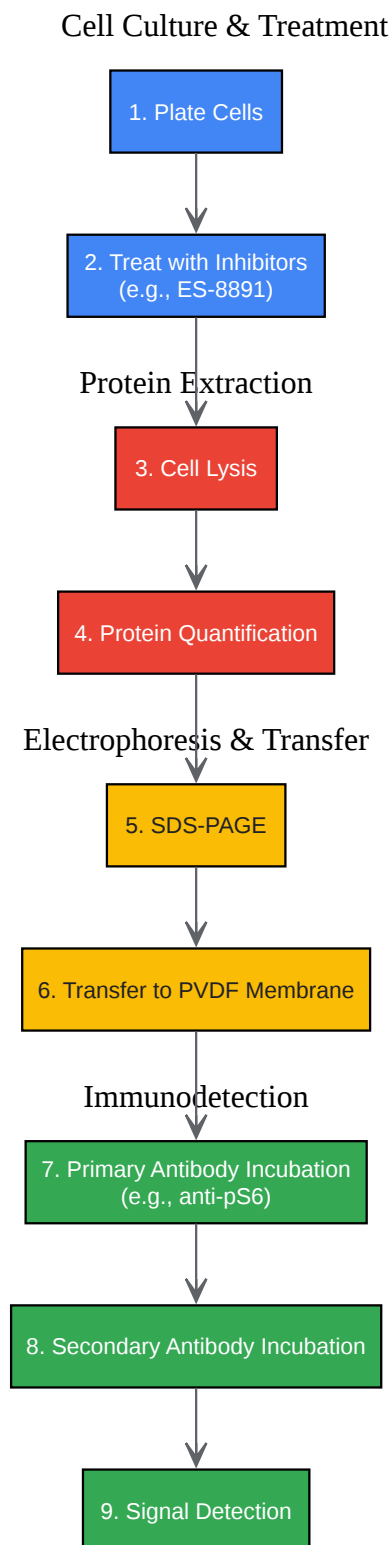 Cell Culture & Treatment
1. Plate Cells
2. Treat with Inhibitors
(e.g., ES-8891)
Protein Extraction
3. Cell Lysis
4. Protein Quantification
Electrophoresis & Transfer
5. SDS-PAGE
6. Transfer to PVDF Membrane
Immunodetection
7. Primary Antibody Incubation
(e.g., anti-pS6)
8. Secondary Antibody Incubation
9. Signal Detection